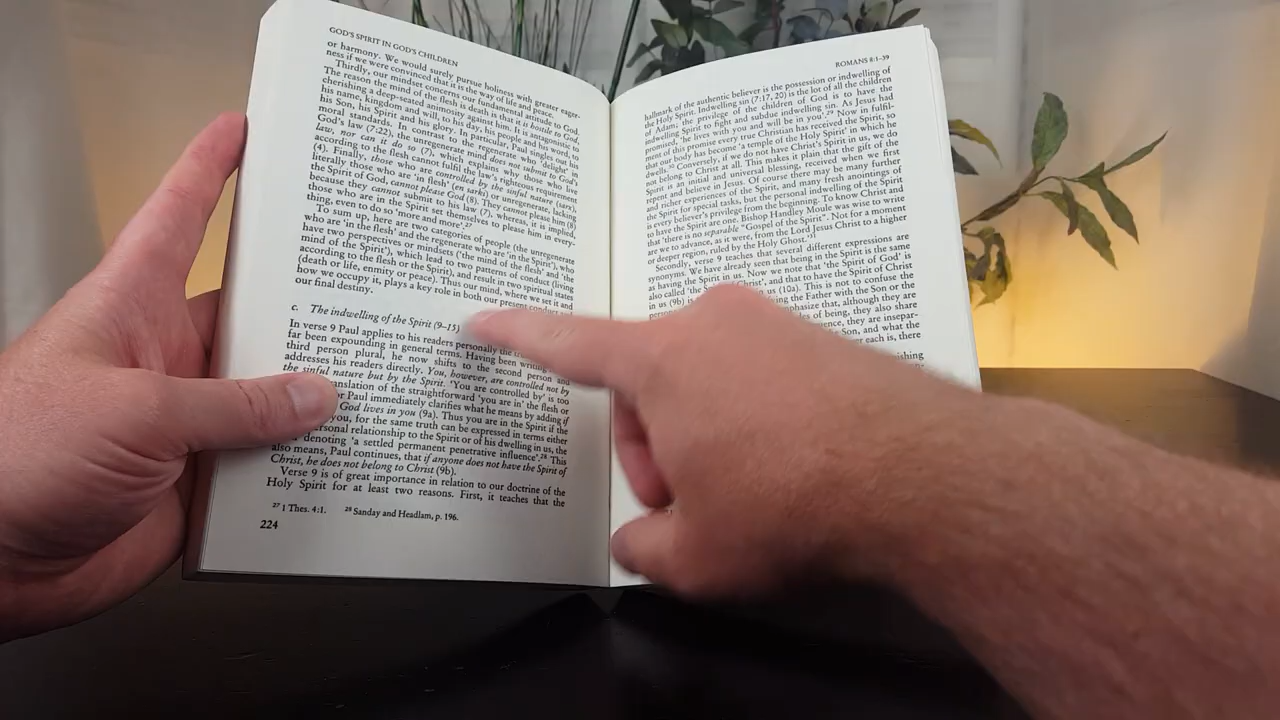 GOD'S SPIRIT IN GOD'S CHILDREN
or harmony. We would surely pursue holiness with greater eager-
ness if we were convinced that it is the way of life and peace.
Thirdly, our mindset concerns our fundamental attitude to God.
The reason the mind of the flesh is death is that it is hostile to God,
cherishing a deep-seated animosity against him. It is antagonistic to
his name, kingdom and will, to his day, his people and his word, to
his Son, his Spirit and his glory. In particular, Paul singles out his
moral standards. In contrast to the regenerate who 'delight' in
God's law (7:22), the unregenerate mind does not submit to God's
law, nor can it do so (7), which explains why those who live
according to the flesh cannot fulfil the law's righteous requirement
(4). Finally, those who are controlled by the sinful nature (8a),
literally those who are 'in flesh' (en sarki) or unregenerate, lacking
the Spirit of God, cannot please God (8). They cannot please him (8)
because they cannot submit to his law (7), whereas, it is implied,
those who are in the Spirit set themselves to please him in every-
thing, even to do so 'more and more'.27
To sum up, here are two categories of people (the unregenerate
who are 'in the flesh' and the regenerate who are 'in the Spirit'), who
have two perspectives or mindsets ('the mind of the flesh' and 'the
mind of the Spirit'), which lead to two patterns of conduct (living
according to the flesh or the Spirit), and result in two spiritual states
(death or life, enmity or peace). Thus our mind, where we set it and
how we occupy it, plays a key role in both our present conduct and
our final destiny.
c. The indwelling of the Spirit (9–15)
In verse 9 Paul applies to his readers personally the
far been expounding in general terms. Having been writing
third person plural, he now shifts to the second person and
addresses his readers directly. You, however, are controlled not by
the sinful nature but by the Spirit. 'You are controlled by' is too
translation of the straightforward 'you are in' the flesh or
or Paul immediately clarifies what he means by adding if
God lives in you (9a). Thus you are in the Spirit if the
you, for the same truth can be expressed in terms either
personal relationship to the Spirit or of his dwelling in us, the
denoting 'a settled permanent penetrative influence'.28 This
also means, Paul continues, that if anyone does not have the Spirit of
Christ, he does not belong to Christ (9b).
Verse 9 is of great importance in relation to our doctrine of the
Holy Spirit for at least two reasons. First, it teaches that the
27 1 Thes. 4:1. 28 Sanday and Headlam, p. 196.
224
ROMANS 8:1–39
hallmark of the authentic believer is the possession or indwelling of
the Holy Spirit. Indwelling sin (7:17, 20) is the lot of all the children
of Adam; the privilege of the children of God is to have the
indwelling Spirit to fight and subdue indwelling sin. As Jesus had
promised, 'he lives with you and will be in you'. Now in fulfil-
ment of this promise every true Christian has received the Spirit, so
that our body has become 'a temple of the Holy Spirit' in which he
dwells. Conversely, if we do not have Christ's Spirit in us, we do
not belong to Christ at all. This makes it plain that the gift of the
Spirit is an initial and universal blessing, received when we first
repent and believe in Jesus. Of course there may be many further
and richer experiences of the Spirit, and many fresh anointings of
the Spirit for special tasks, but the personal indwelling of the Spirit
is every believer's privilege from the beginning. To know Christ and
to have the Spirit are one. Bishop Handley Moule was wise to write
that 'there is no separable "Gospel of the Spirit". Not for a moment
are we to advance, as it were, from the Lord Jesus Christ to a higher
or deeper region, ruled by the Holy Ghost.'31
Secondly, verse 9 teaches that several different expressions are
synonyms. We have already seen that being in the Spirit is the same
as having the Spirit in us. Now we note that 'the Spirit of God' is
also called 'the Spirit of Christ', and that to have the Spirit of Christ
in us (9b) is in us (10a). This is not to confuse the
the Father with the Son or the
emphasize that, although they
of being, they also share
they are insepar-
Son, and what the
each is, there